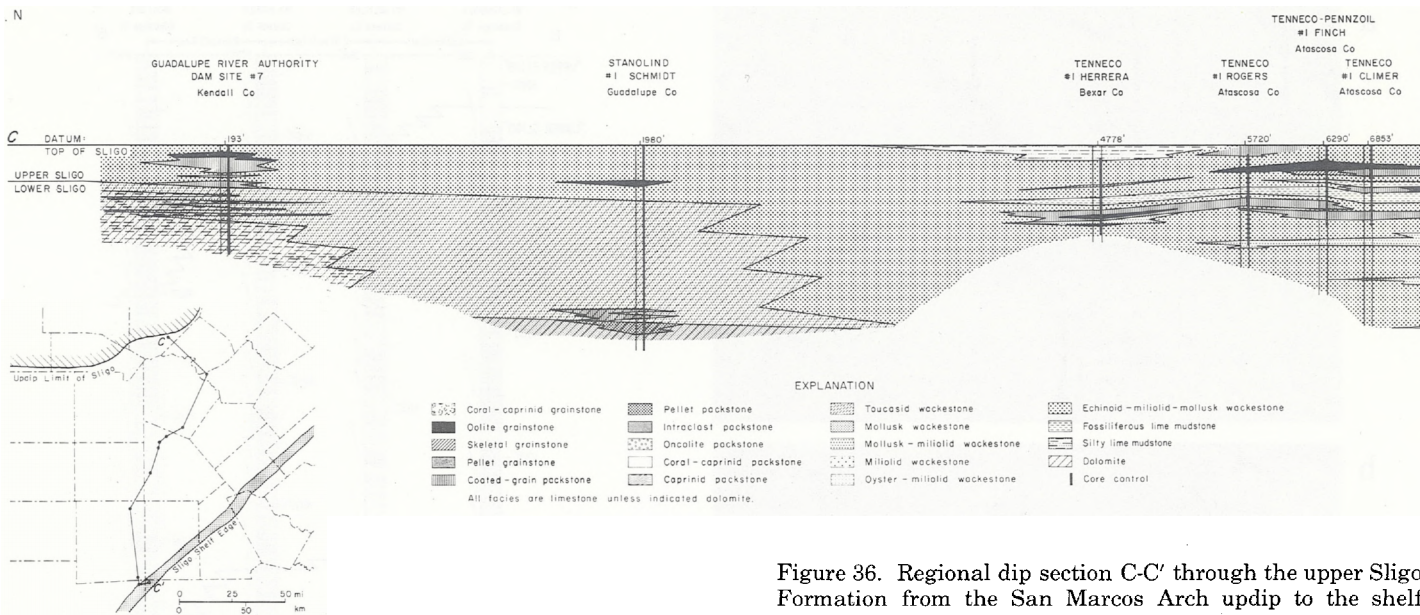 N
GUADALUPE RIVER AUTHORITY
DAM SITE #7
Kendall Co
STANOLIND
#1 SCHMIDT
Guadalupe Co
TENNECO
#1 HERRERA
Bexar Co
TENNECO
#1 ROGERS
Atascosa Co
TENNECO-PENNZOIL
#1 FINCH
Atascosa Co
TENNECO
#1 CLIMER
Atascosa Co
C DATUM: 193' 1980' 4778' 5720' 6290' 6853'
TOP OF SLIGO
UPPER SLIGO
LOWER SLIGO
C
Updip Limit of Sligo
Sligo Shelf Edge
C'
0 25 50 mi
0 50 km
EXPLANATION
Coral-caprinid grainstone
Oolite grainstone
Skeletal grainstone
Pellet grainstone
Coated-grain packstone
Pellet packstone
Intraclast packstone
Oncolite packstone
Coral-caprinid packstone
Caprinid packstone
Toucasid wackestone
Mollusk wackestone
Mollusk-miliolid wackestone
Miliolid wackestone
Oyster-miliolid wackestone
Echinoid-miliolid-mollusk wackestone
Fossiliferous lime mudstone
Silty lime mudstone
Dolomite
Core control
All facies are limestone unless indicated dolomite.
Figure 36. Regional dip section C-C' through the upper Sligo
Formation from the San Marcos Arch updip to the shelf